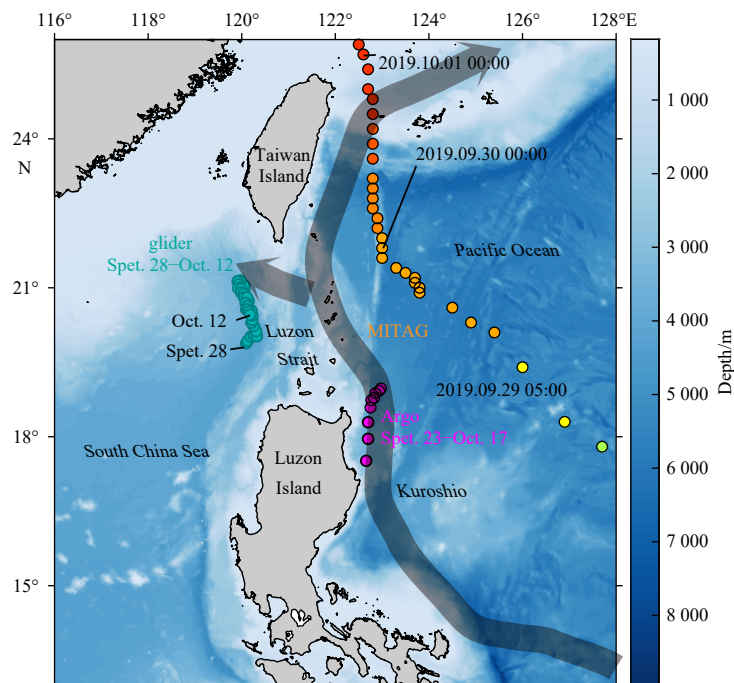 116° 118° 120° 122° 124° 126° 128°E
2019.10.01 00:00
1 000
24°
N
Taiwan
Island
2019.09.30 00:00
2 000
glider
Spet. 28−Oct. 12
Pacific Ocean
3 000
21°
Oct. 12
Luzon
Strait
MITAG
4 000
Spet. 28
Depth/m
2019.09.29 05:00
5 000
Argo
Spet. 23−Oct. 17
18°
South China Sea
Luzon
Island
6 000
Kuroshio
7 000
15°
8 000